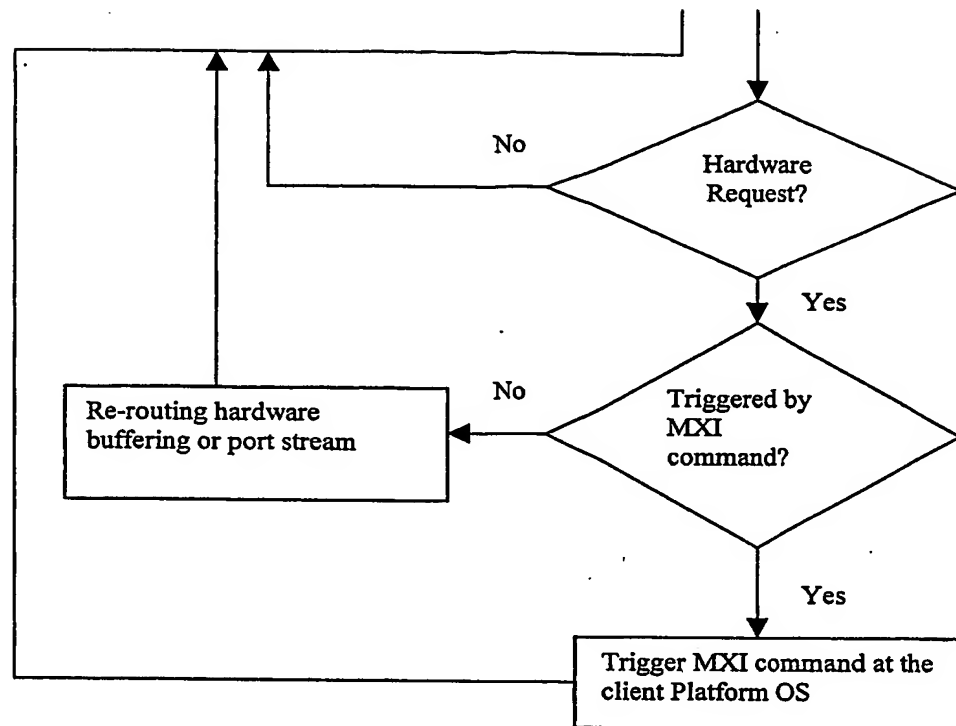 No
Hardware
Request?
Yes
No
Triggered by
MXI
command?
Re-routing hardware
buffering or port stream
Yes
Trigger MXI command at the
client Platform OS